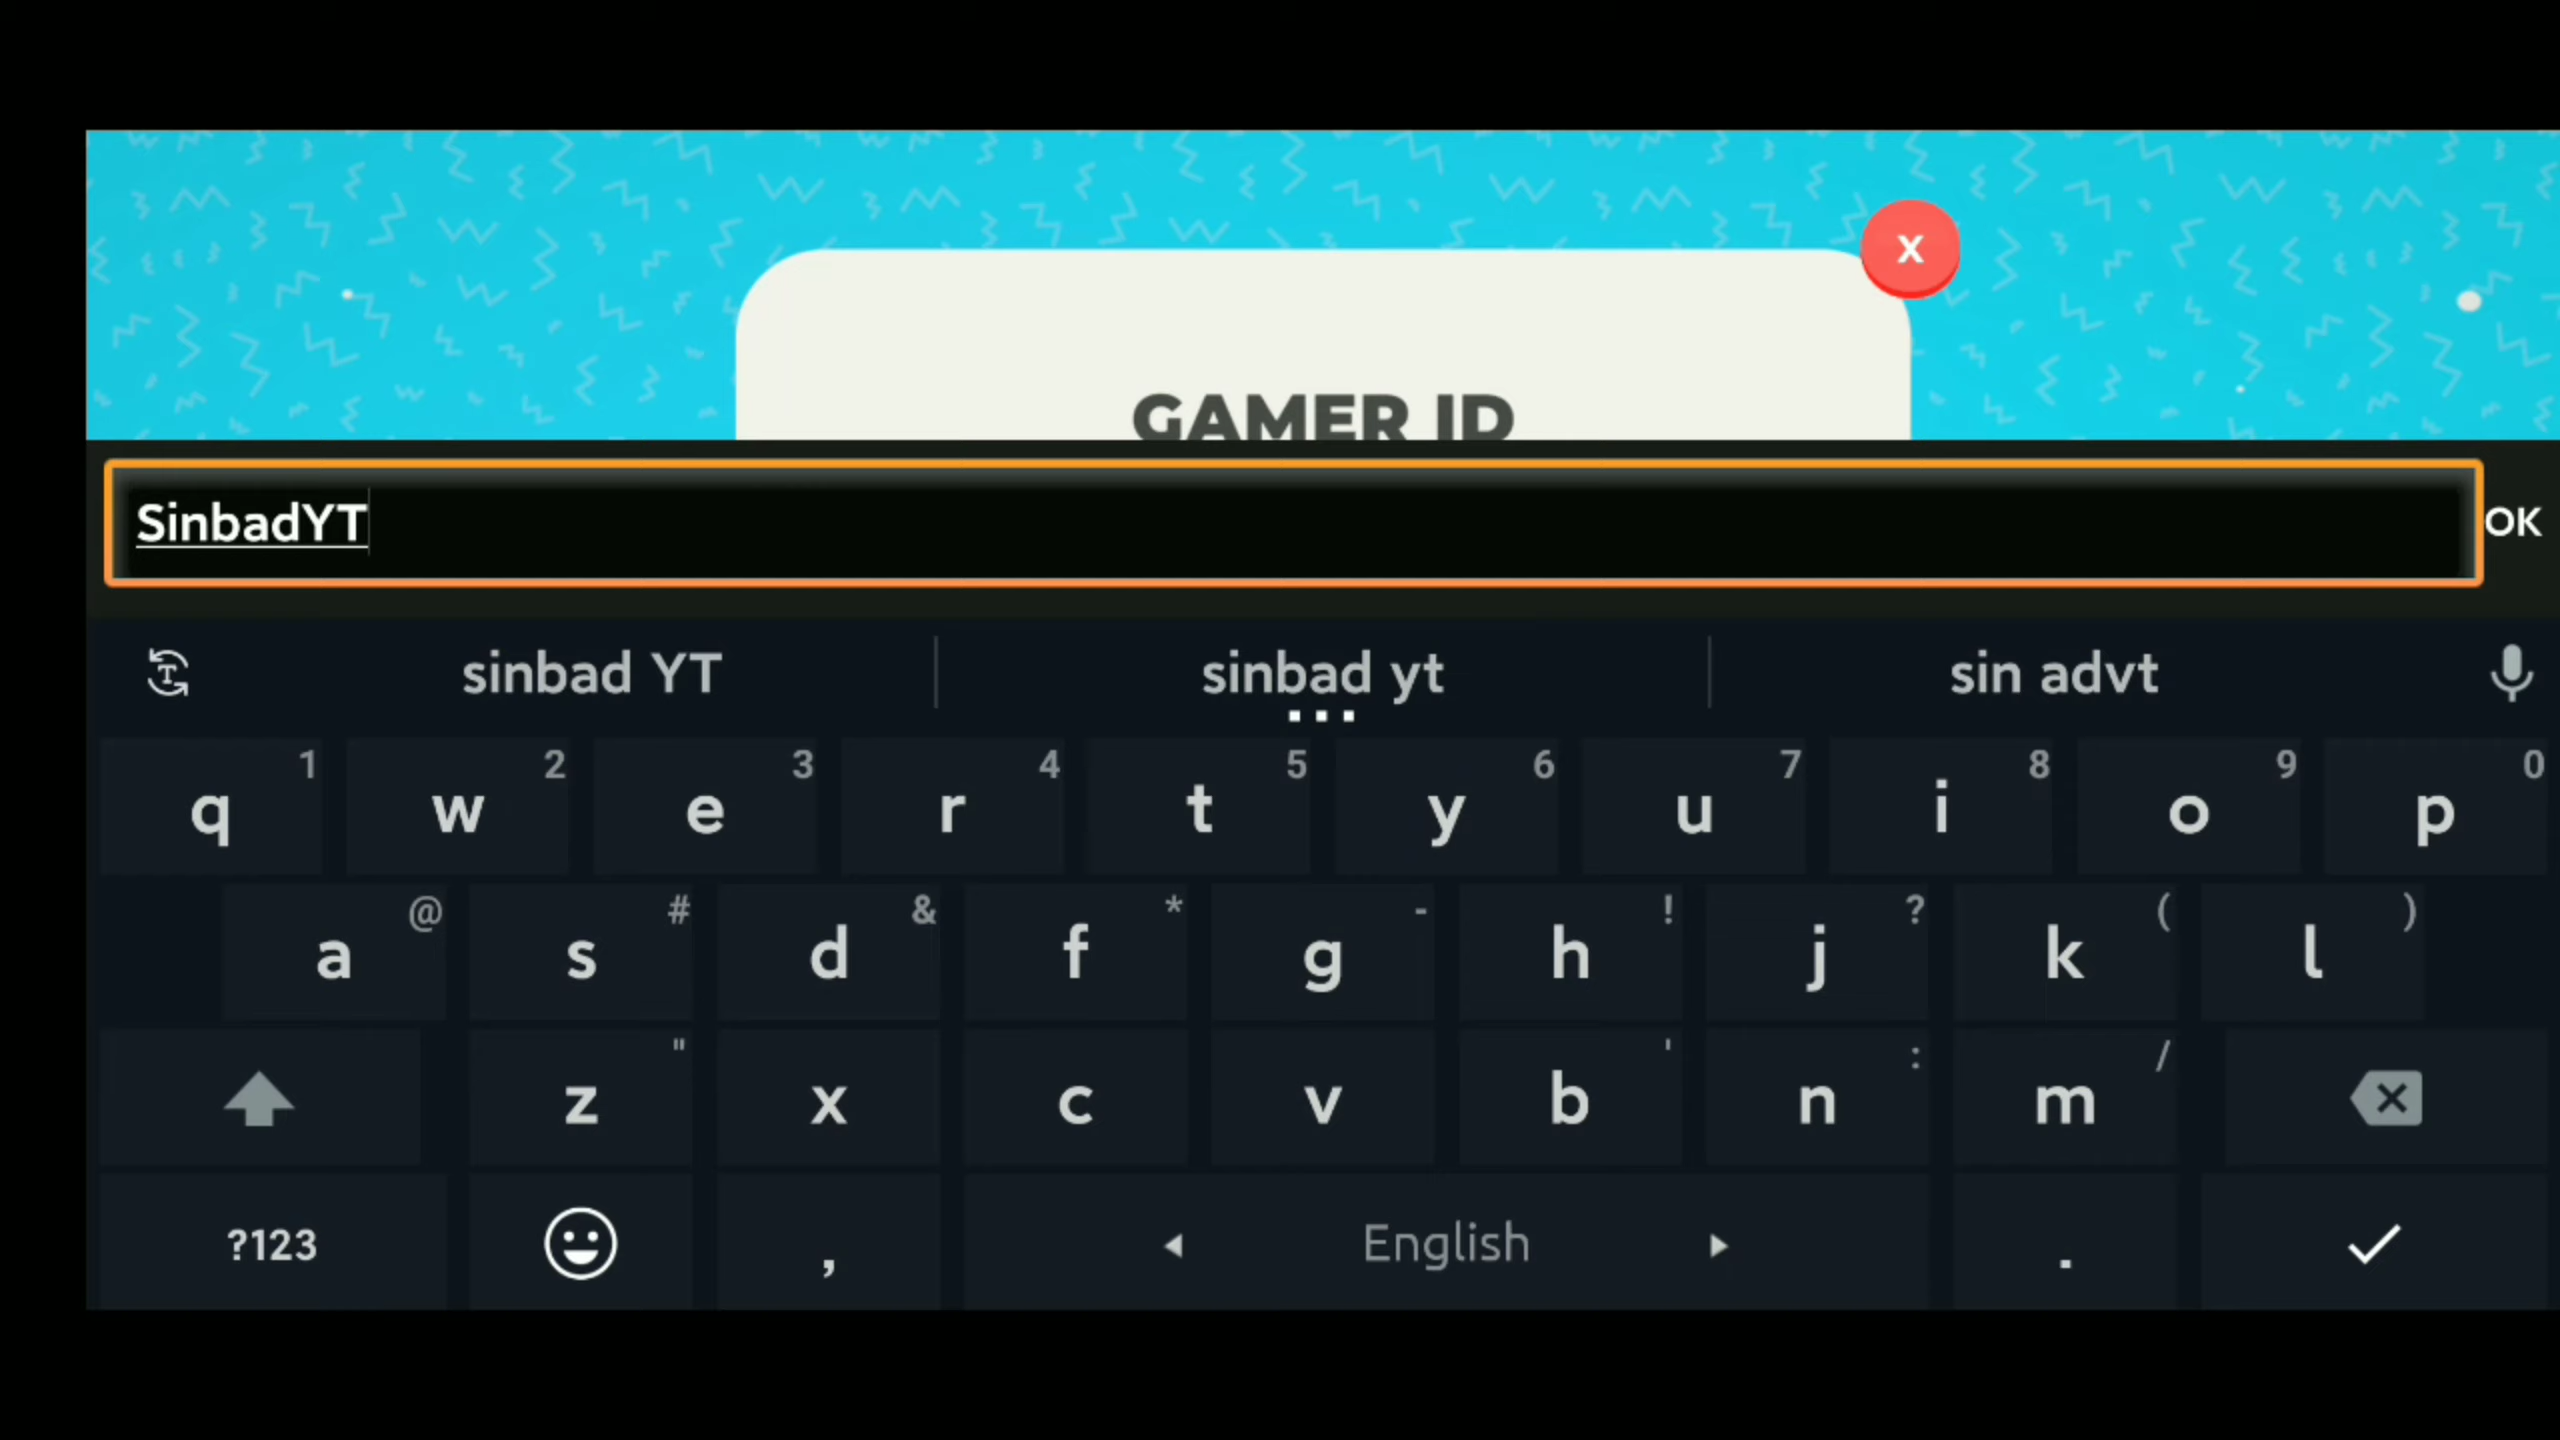 X
GAMER ID
SinbadYT OK
sinbad YT sinbad yt sin advt
1 2 3 4 5 6 7 8 9 0
q w e r t y u i o p
@ # & * - ! ? ( )
a s d f g h j k l
" ' : /
z x c v b n m
?123 , English .